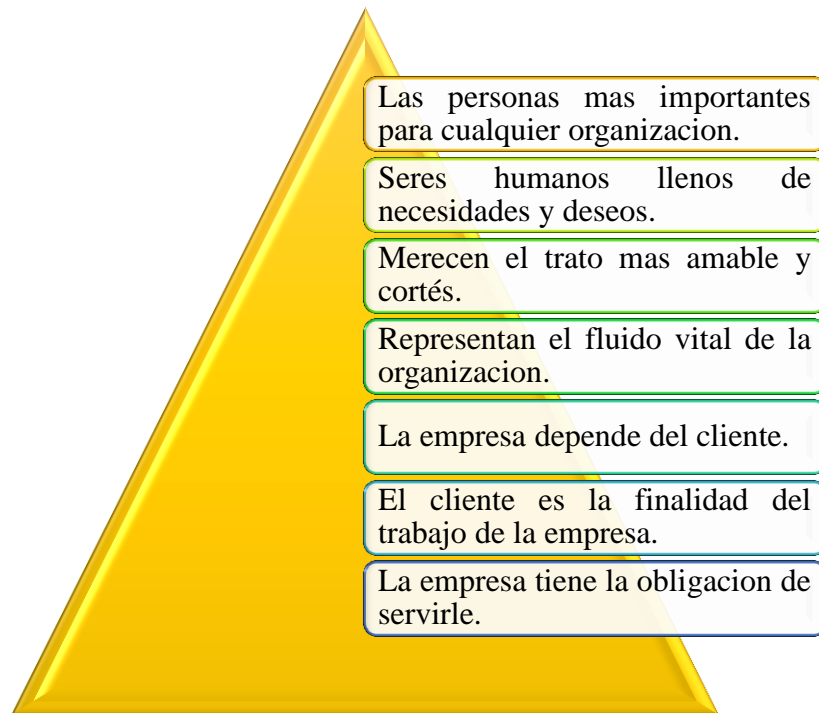 Las personas mas importantes
para cualquier organizacion.
Seres humanos llenos de
necesidades y deseos.
Merecen el trato mas amable y
cortés.
Representan el fluido vital de la
organizacion.
La empresa depende del cliente.
El cliente es la finalidad del
trabajo de la empresa.
La empresa tiene la obligacion de
servirle.